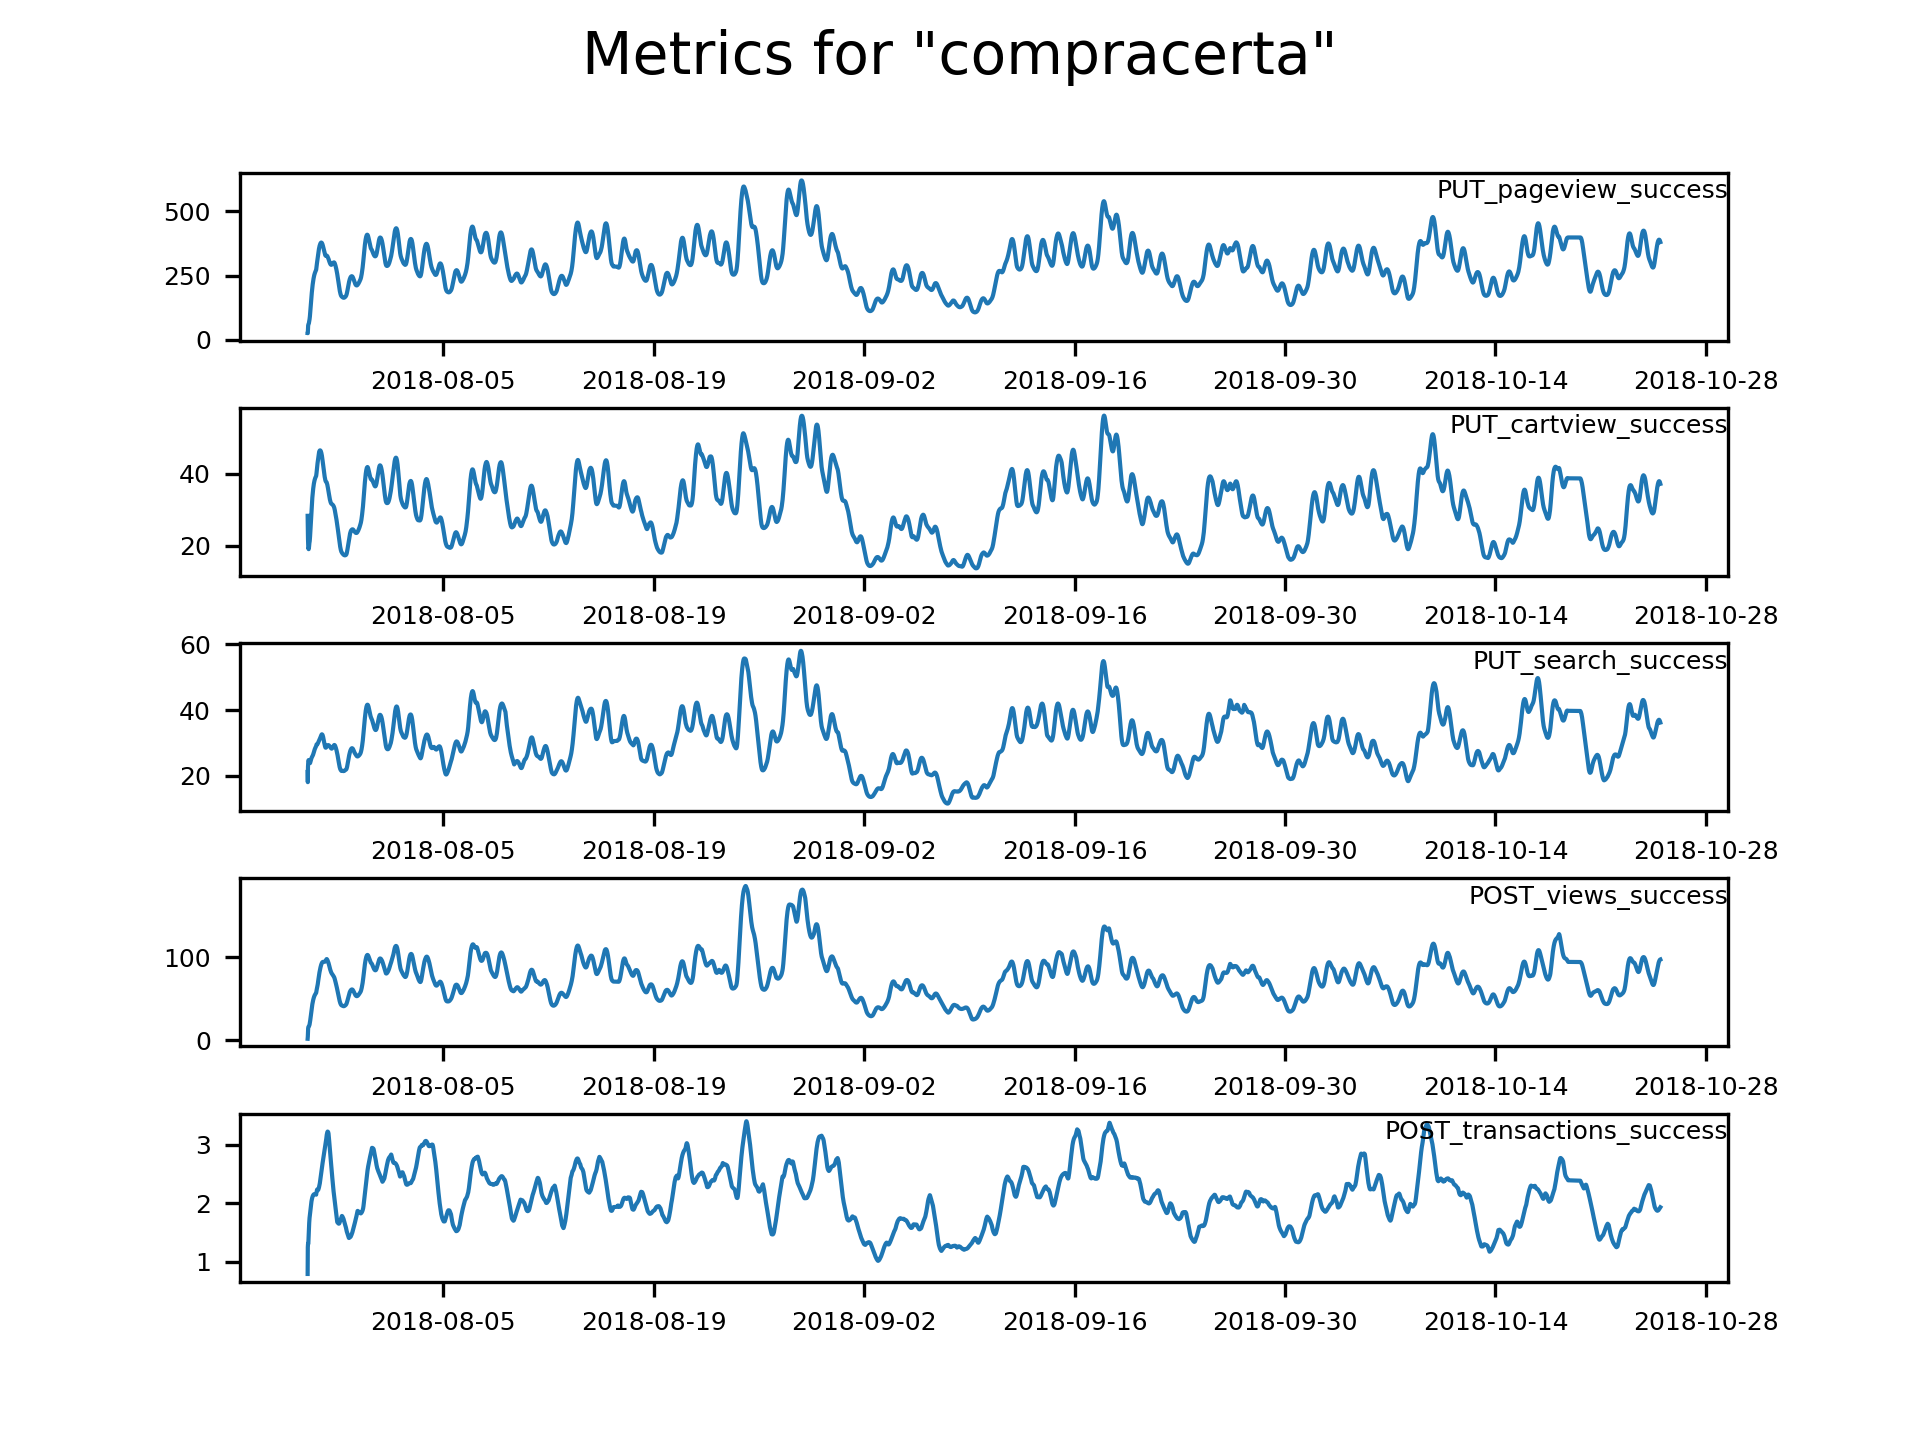 Metrics for "compracerta"
PUT_pageview_success
500
250
0
2018-08-05 2018-08-19 2018-09-02 2018-09-16 2018-09-30 2018-10-14 2018-10-28
PUT_cartview_success
40
20
2018-08-05 2018-08-19 2018-09-02 2018-09-16 2018-09-30 2018-10-14 2018-10-28
60
PUT_search_success
40
20
2018-08-05 2018-08-19 2018-09-02 2018-09-16 2018-09-30 2018-10-14 2018-10-28
POST_views_success
100
0
2018-08-05 2018-08-19 2018-09-02 2018-09-16 2018-09-30 2018-10-14 2018-10-28
POST_transactions_success
3
2
1
2018-08-05 2018-08-19 2018-09-02 2018-09-16 2018-09-30 2018-10-14 2018-10-28